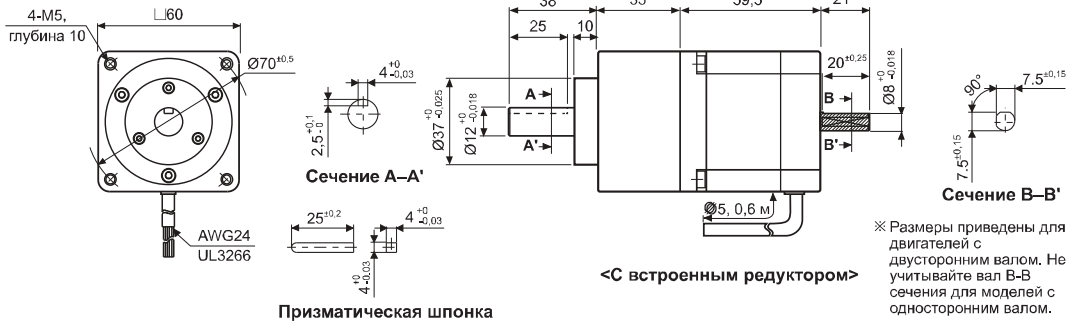 4-M5,
глубина 10
□60
Ø70±0,5
AWG24
UL3266
4 +0 -0,03
2,5 +0,1 -0
Сечение A–A'
25±0,2
4 +0 -0,03
4 +0 -0,03
Призматическая шпонка
38
25
10
35
59,5
21
20±0,25
Ø37 +0 -0,025
Ø12 +0 -0,018
A
A'
B
B'
Ø8 +0 -0,018
Ø5, 0,6 м
<С встроенным редуктором>
90°
7.5±0,15
7.5±0,15
Сечение B–B'
※ Размеры приведены для
двигателей с
двусторонним валом. Не
учитывайте вал B-B
сечения для моделей с
односторонним валом.